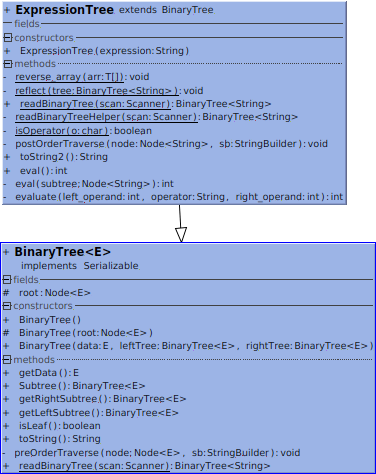 + ExpressionTree extends BinaryTree
fields
constructors
+ ExpressionTree(expression:String)
methods
- reverse_array(arr:T[]):void
- reflect(tree:BinaryTree<String>):void
+ readBinaryTree(scan:Scanner):BinaryTree<String>
- readBinaryTreeHelper(scan:Scanner):BinaryTree<String>
- isOperator(o:char):boolean
- postOrderTraverse(node:Node<String>, sb:StringBuilder):void
+ toString2():String
+ eval():int
- eval(subtree:Node<String>):int
- evaluate(left_operand:int, operator:String, right_operand:int):int
+ BinaryTree<E>
implements Serializable
fields
# root:Node<E>
constructors
+ BinaryTree()
# BinaryTree(root:Node<E>)
+ BinaryTree(data:E, leftTree:BinaryTree<E>, rightTree:BinaryTree<E>)
methods
+ getData():E
+ Subtree():BinaryTree<E>
+ getRightSubtree():BinaryTree<E>
+ getLeftSubtree():BinaryTree<E>
+ isLeaf():boolean
+ toString():String
- preOrderTraverse(node:Node<E>, sb:StringBuilder):void
+ readBinaryTree(scan:Scanner):BinaryTree<String>